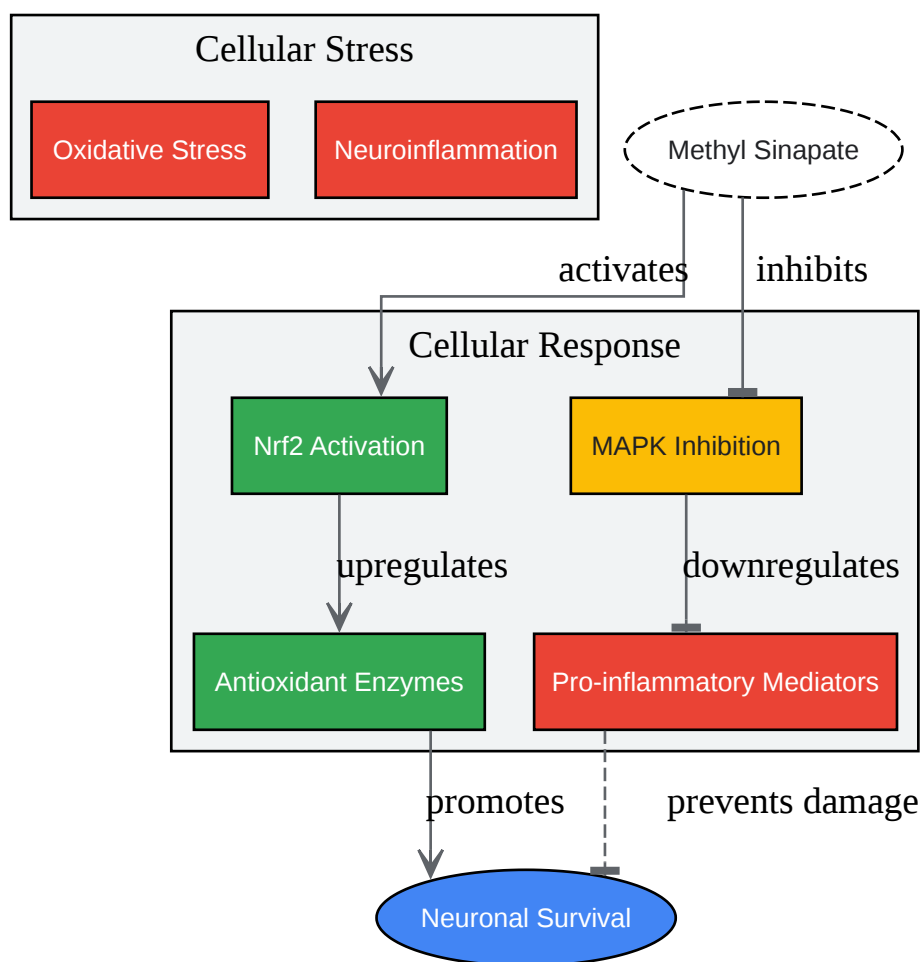 Cellular Stress
Oxidative Stress
Neuroinflammation
Methyl Sinapate
activates
inhibits
Cellular Response
Nrf2 Activation
MAPK Inhibition
upregulates
downregulates
Antioxidant Enzymes
Pro-inflammatory Mediators
promotes
prevents damage
Neuronal Survival